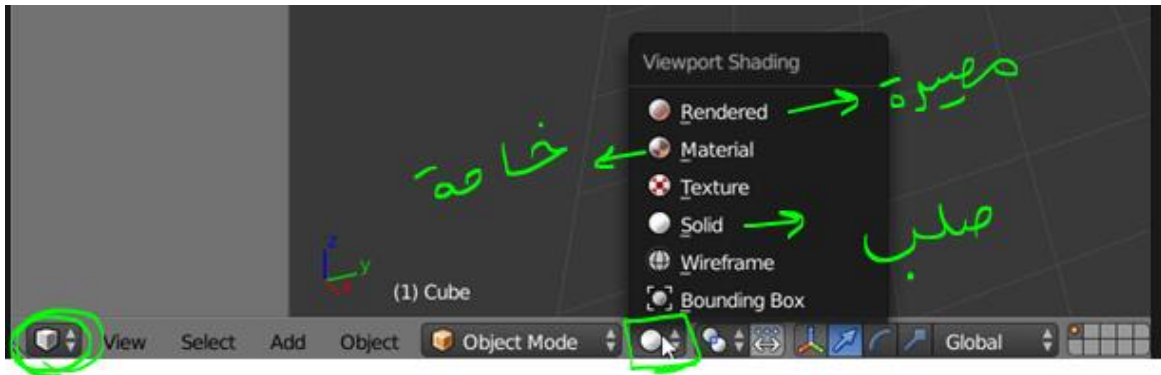 Viewport Shading
Rendered
مصيرة
Material
خامة
Texture
Solid
صلب
Wireframe
Bounding Box
z
y
x
(1) Cube
View Select Add Object Object Mode Global